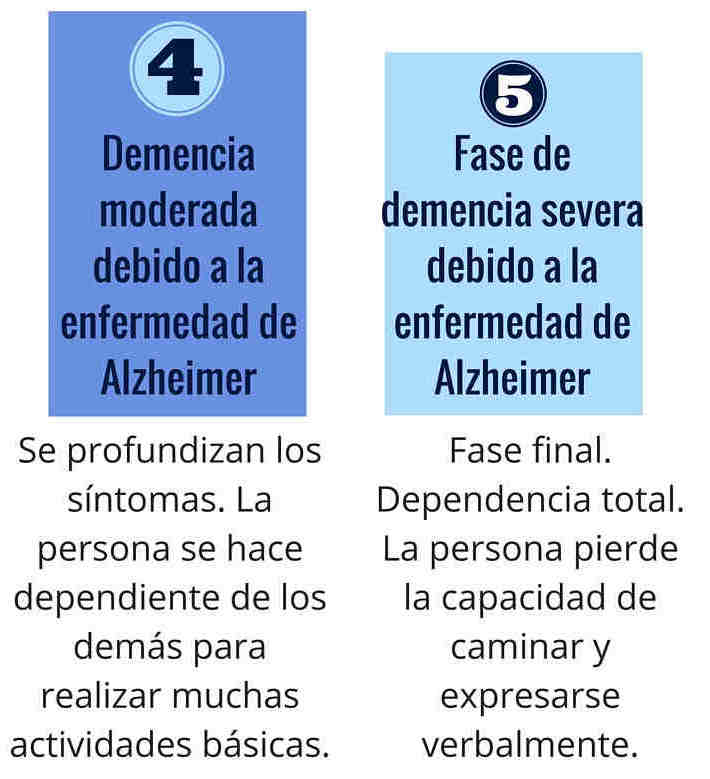 4
Demencia
moderada
debido a la
enfermedad de
Alzheimer
Se profundizan los
síntomas. La
persona se hace
dependiente de los
demás para
realizar muchas
actividades básicas.
5
Fase de
demencia severa
debido a la
enfermedad de
Alzheimer
Fase final.
Dependencia total.
La persona pierde
la capacidad de
caminar y
expresarse
verbalmente.